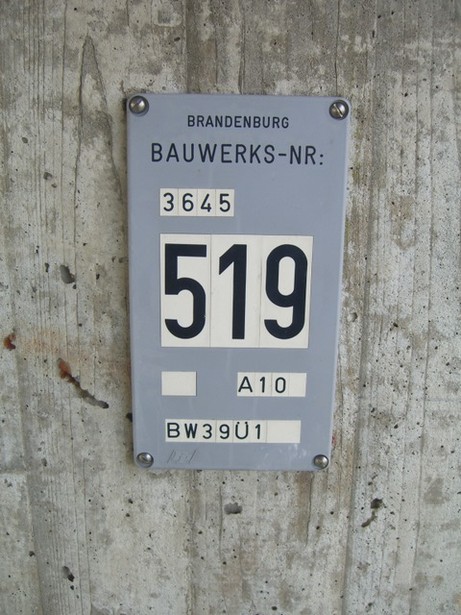 BRANDENBURG
BAUWERKS-NR:
3645
519
A10
BW39Ü1